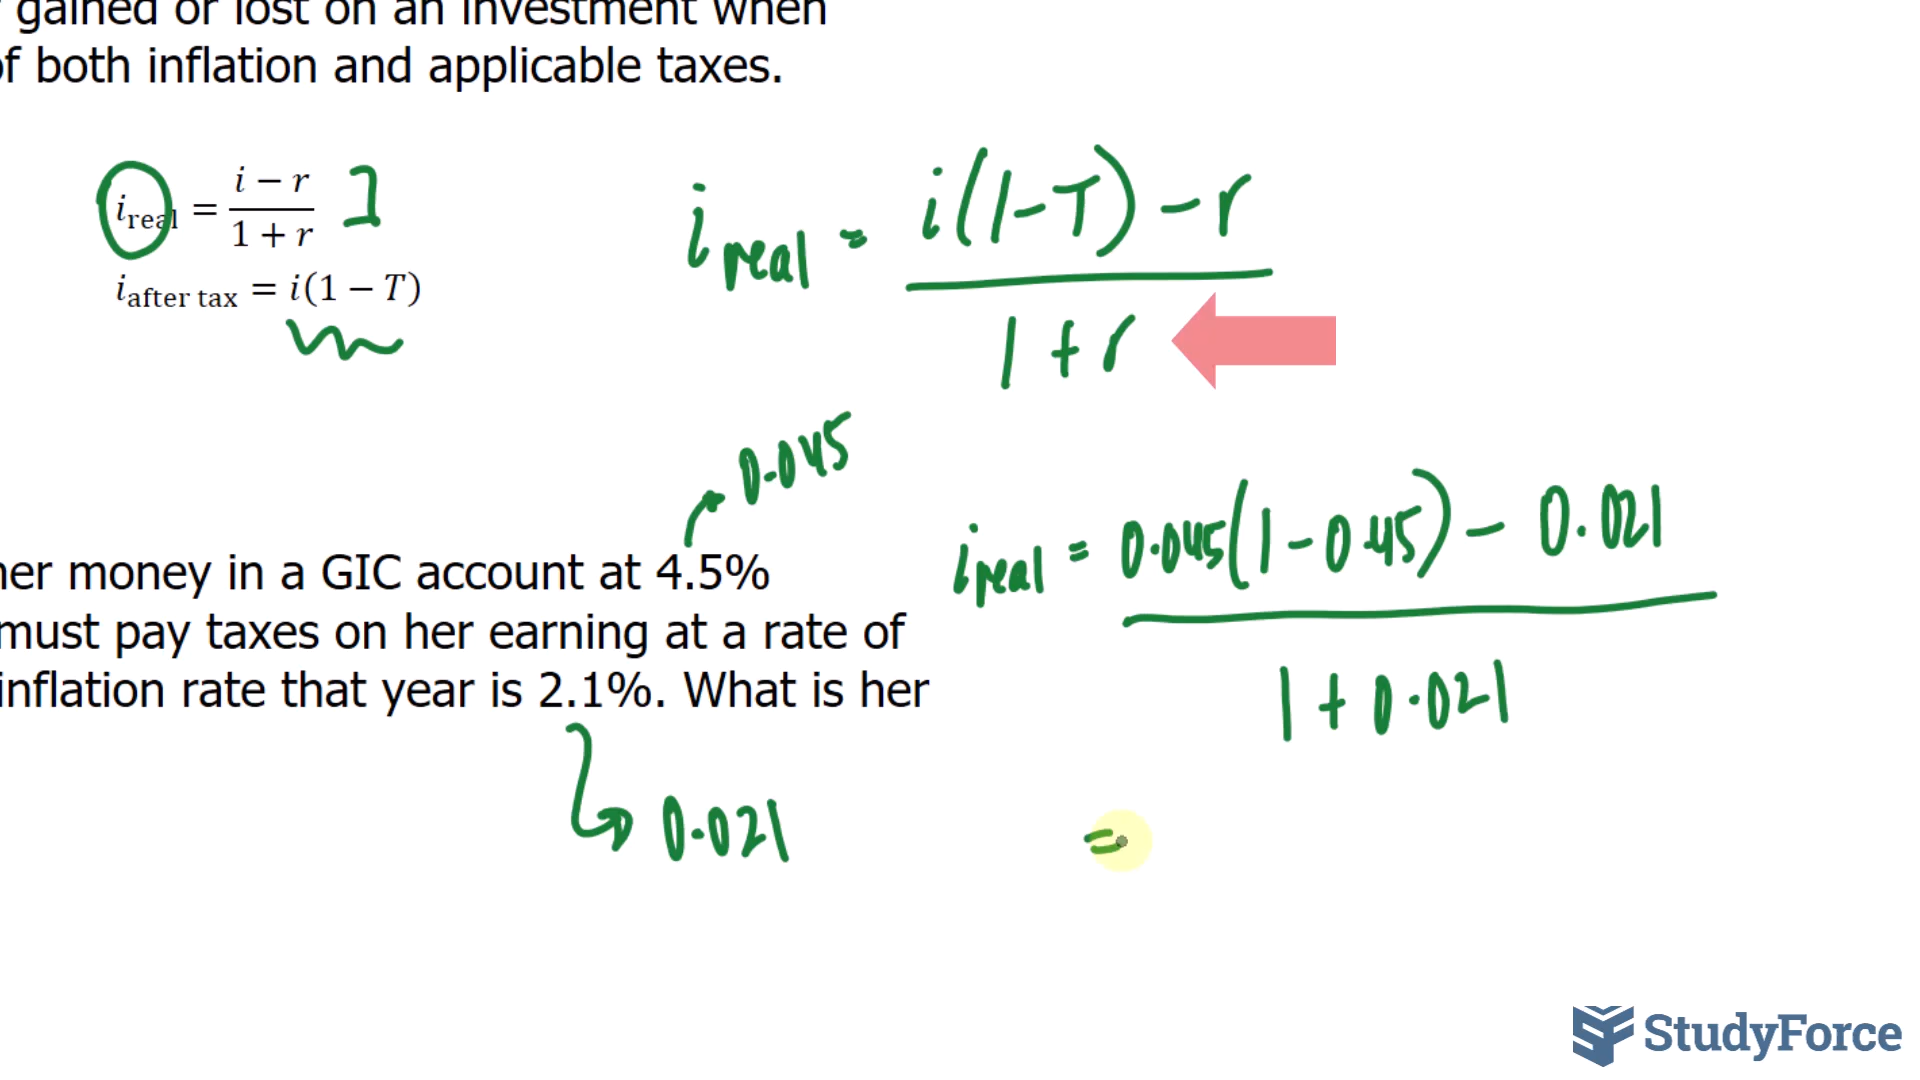 gained or lost on an investment when
of both inflation and applicable taxes.
i_real = (i − r)/(1 + r) ]
i_after tax = i(1 − T)
i real = (i(1-T) - r)/(1 + r)
0.045
her money in a GIC account at 4.5%
must pay taxes on her earning at a rate of
inflation rate that year is 2.1%. What is her
0.021
i real = (0.045(1-0.45) - 0.021)/(1 + 0.021)
=
StudyForce